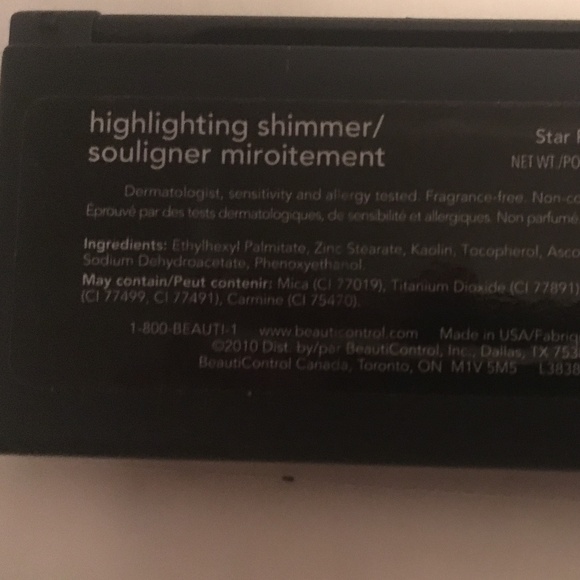 highlighting shimmer/
souligner miroitement
Star
NET WT./PO
Dermatologist, sensitivity and allergy tested. Fragrance-free. Non-co
Éprouvé par des tests dermatologiques, de sensibilité et allergiques. Non parfumé
Ingredients: Ethylhexyl Palmitate, Zinc Stearate, Kaolin, Tocopherol, Asco
Sodium Dehydroacetate, Phenoxyethanol.
May contain/Peut contenir: Mica (CI 77019), Titanium Dioxide (CI 77891)
(CI 77499, CI 77491), Carmine (CI 75470).
1-800-BEAUTI-1 www.beauticontrol.com Made in USA/Fabriq
©2010 Dist. by/par BeautiControl, Inc., Dallas, TX 753
BeautiControl Canada, Toronto, ON M1V 5M5 L3838